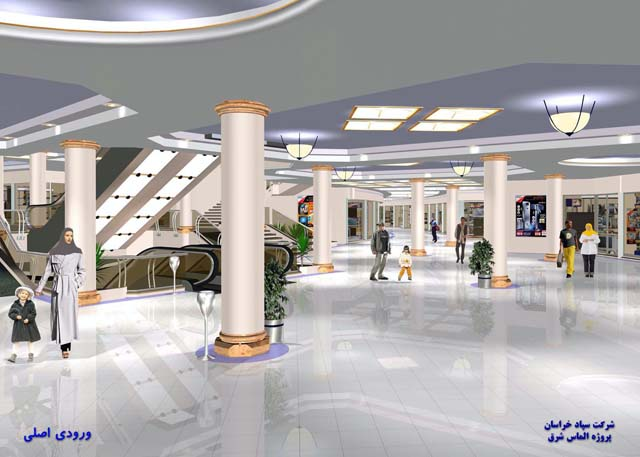 شرکت سپاد خراسان
پروژه الماس شرق
ورودی اصلی